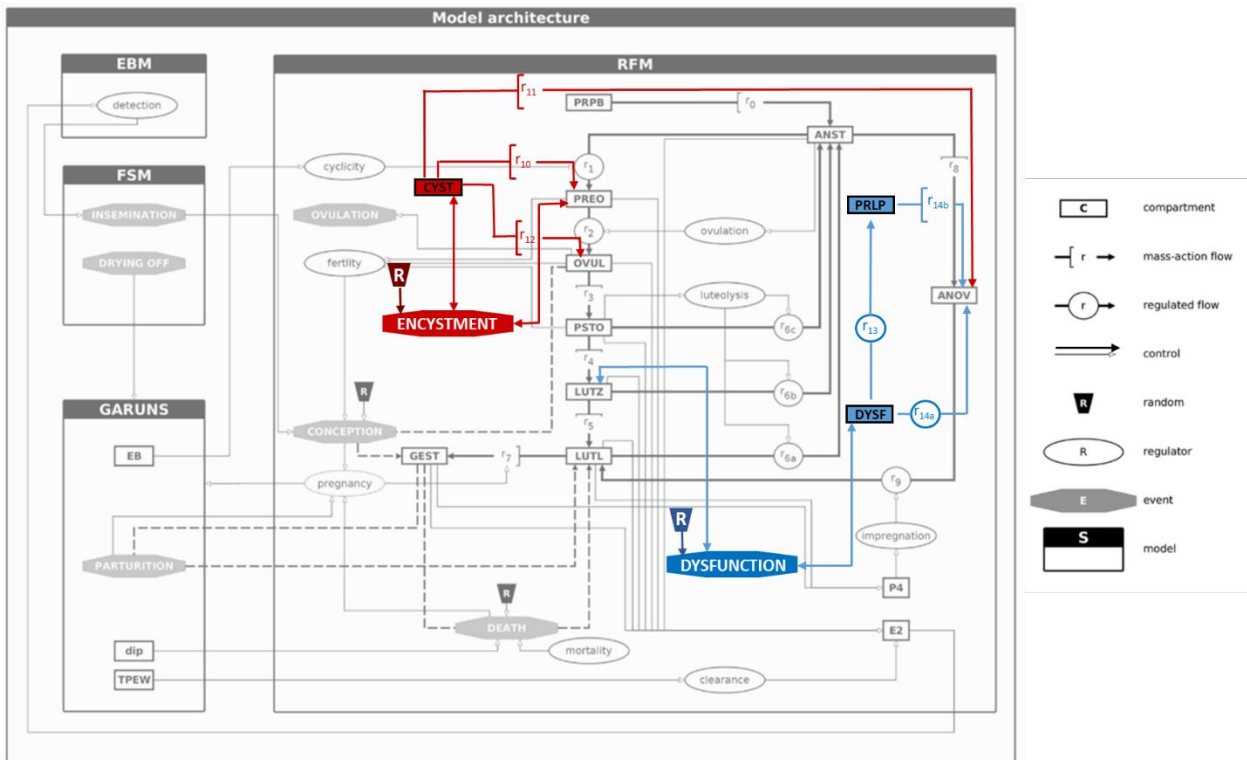 Model architecture
EBM
detection
FSM
INSEMINATION
DRYING OFF
GARUNS
EB
PARTURITION
dip
TPEW
RFM
r11
PRPB
r0
ANST
cyclicity
r10
r1
r8
CYST
PREO
PRLP
r14b
OVULATION
r12
r2
ovulation
fertlity
OVUL
R
r3
luteolysis
ANOV
ENCYSTMENT
PSTO
r6c
r13
r4
R
LUTZ
r6b
DYSF
r14a
CONCEPTION
r5
GEST
r7
LUTL
r6a
pregnancy
r9
R
impregnation
DYSFUNCTION
P4
R
DEATH
E2
mortality
clearance
C
compartment
r
mass-action flow
r
regulated flow
control
R
random
R
regulator
E
event
S
model